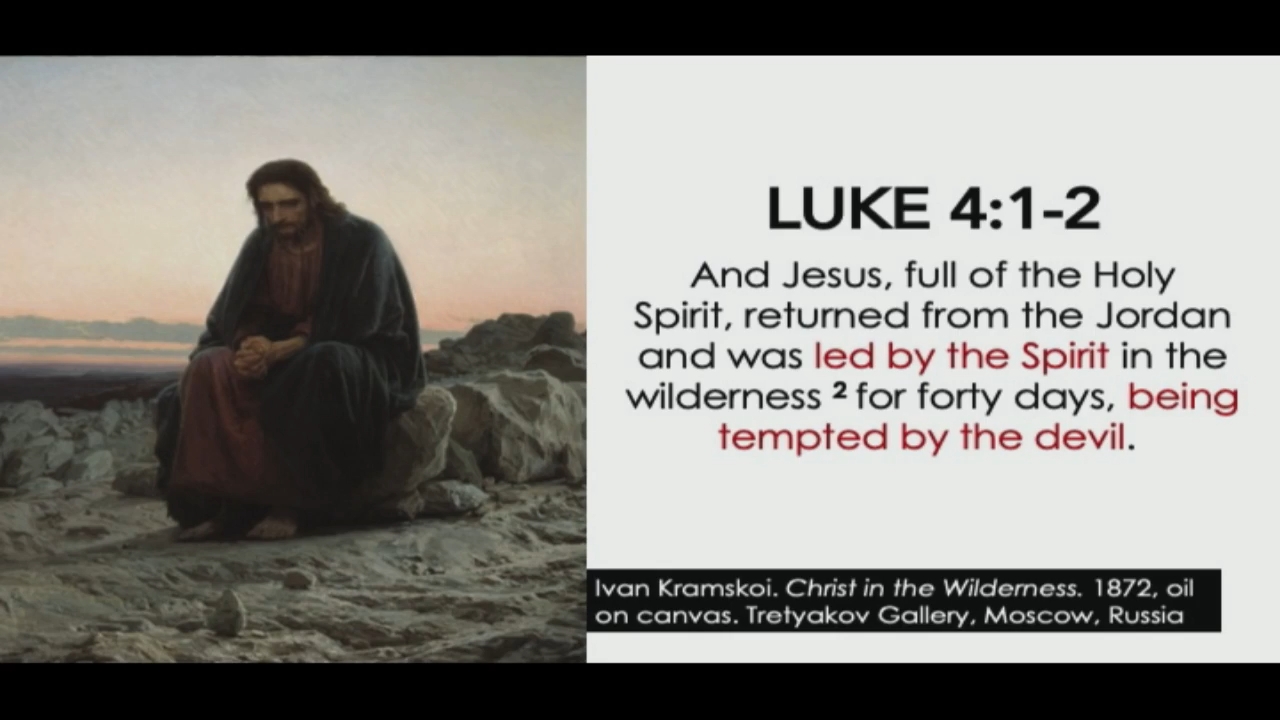 LUKE 4:1-2
And Jesus, full of the Holy
Spirit, returned from the Jordan
and was led by the Spirit in the
wilderness ² for forty days, being
tempted by the devil.
Ivan Kramskoi. Christ in the Wilderness. 1872, oil
on canvas. Tretyakov Gallery, Moscow, Russia